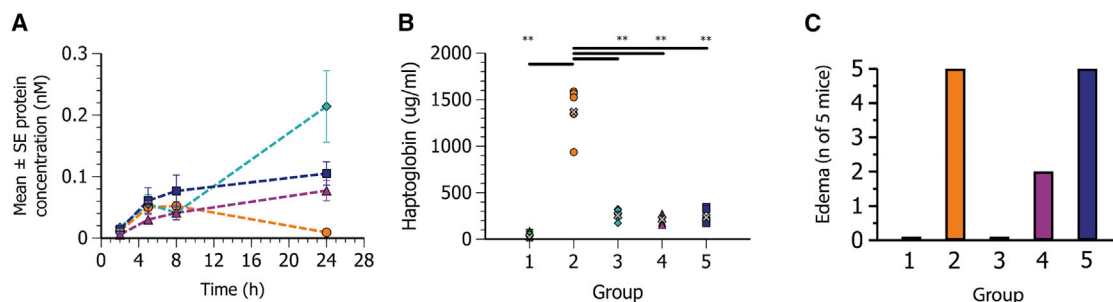 A
Mean ± SE protein
concentration (nM)
0.3
0.2
0.1
0
0 4 8 12 16 20 24 28
Time (h)
B
Haptoglobin (ug/ml)
** ** ** **
2000
1500
1000
500
0
1 2 3 4 5
Group
C
Edema (n of 5 mice)
5
4
3
2
1
0
1 2 3 4 5
Group